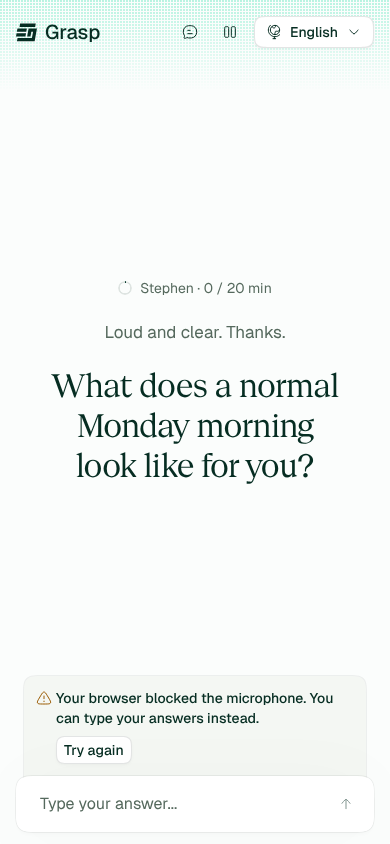 Grasp
English
Stephen · 0 / 20 min
Loud and clear. Thanks.
What does a normal
Monday morning
look like for you?
Your browser blocked the microphone. You
can type your answers instead.
Try again
Type your answer...